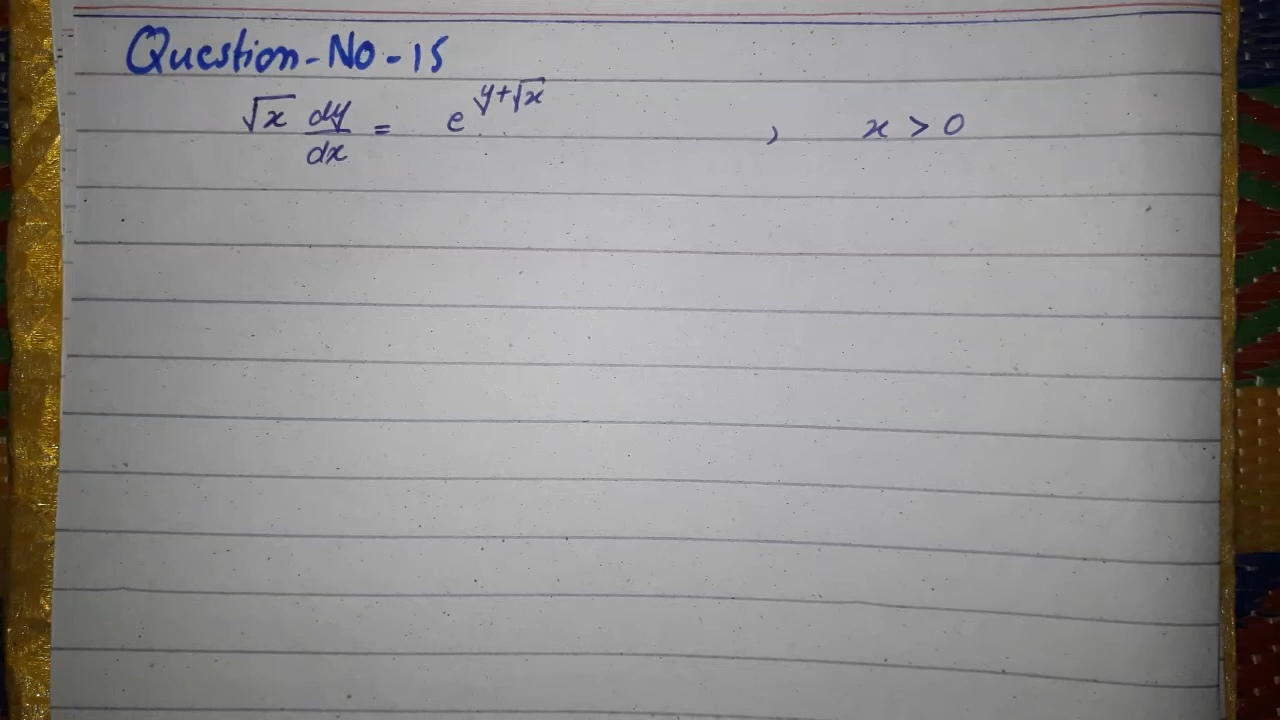 Question-No-15
√x dy/dx = e^(y+√x) , x > 0